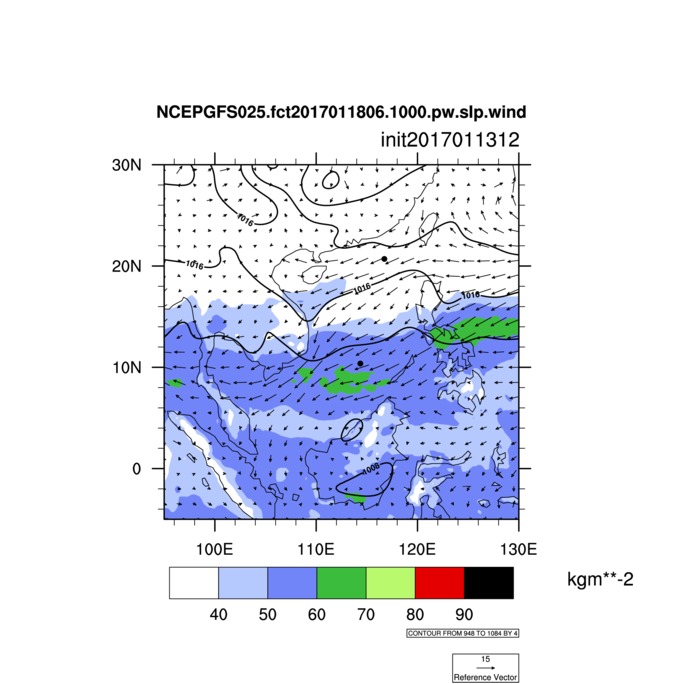 NCEPGFS025.fct2017011806.1000.pw.slp.wind
init2017011312
30N
1016
1016
20N
1016
1016
10N
1008
0
100E 110E 120E 130E
kgm**-2
40 50 60 70 80 90
CONTOUR FROM 948 TO 1084 BY 4
15
Reference Vector